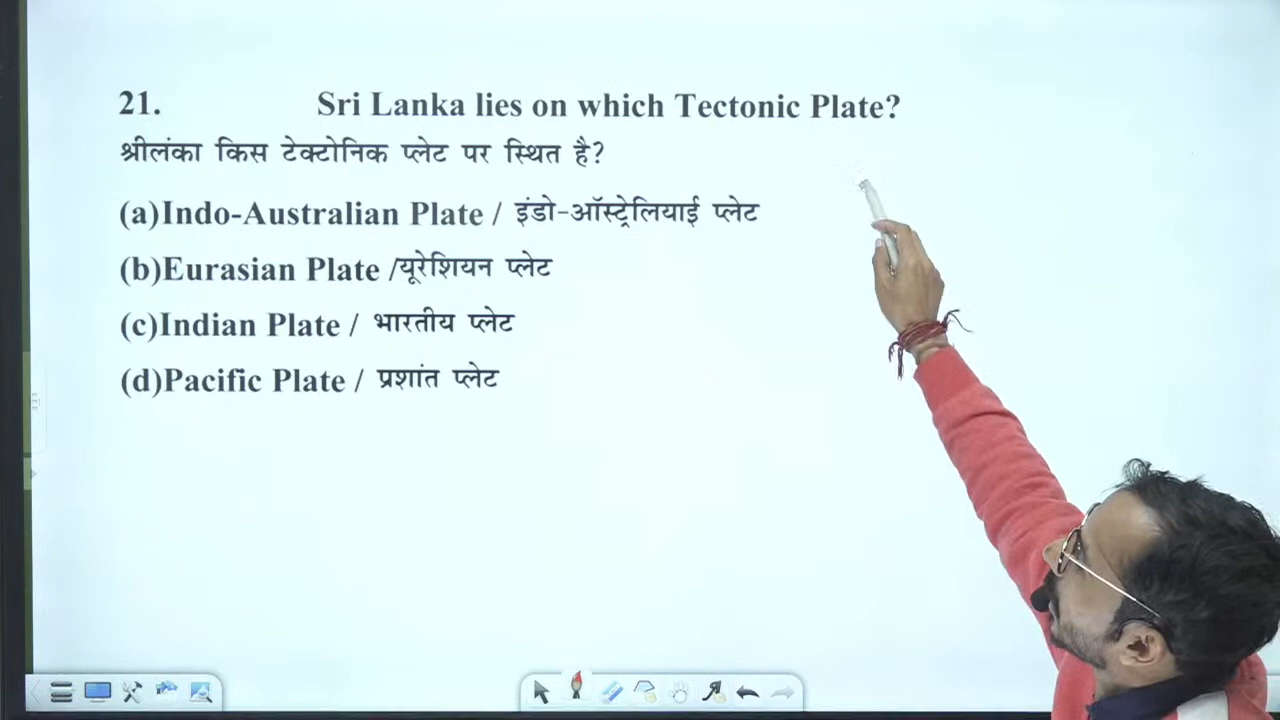 21. Sri Lanka lies on which Tectonic Plate?
श्रीलंका किस टेक्टोनिक प्लेट पर स्थित है?
(a)Indo-Australian Plate / इंडो-ऑस्ट्रेलियाई प्लेट
(b)Eurasian Plate /यूरेशियन प्लेट
(c)Indian Plate / भारतीय प्लेट
(d)Pacific Plate / प्रशांत प्लेट